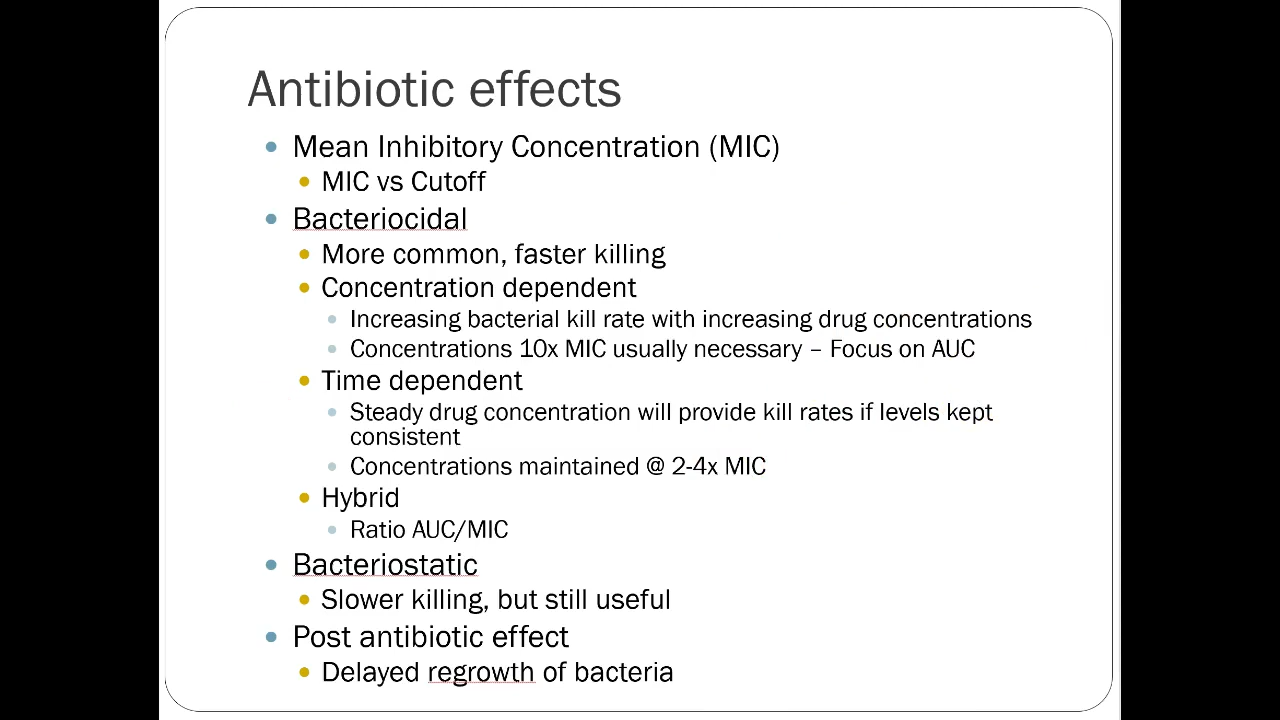 Antibiotic effects
Mean Inhibitory Concentration (MIC)
MIC vs Cutoff
Bacteriocidal
More common, faster killing
Concentration dependent
Increasing bacterial kill rate with increasing drug concentrations
Concentrations 10x MIC usually necessary – Focus on AUC
Time dependent
Steady drug concentration will provide kill rates if levels kept
consistent
Concentrations maintained @ 2-4x MIC
Hybrid
Ratio AUC/MIC
Bacteriostatic
Slower killing, but still useful
Post antibiotic effect
Delayed regrowth of bacteria